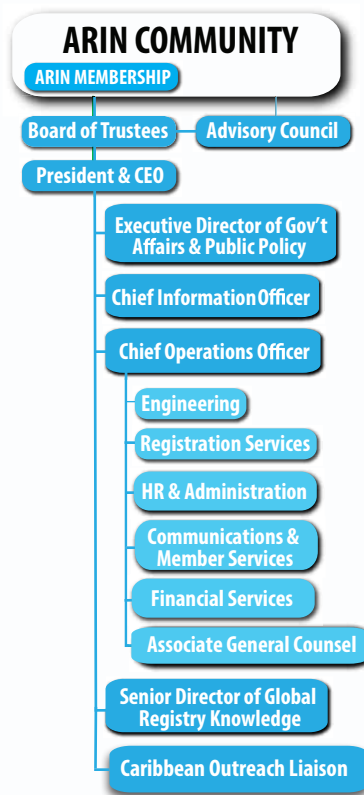 ARIN COMMUNITY
ARIN MEMBERSHIP
Board of Trustees
Advisory Council
President & CEO
Executive Director of Gov't
Affairs & Public Policy
Chief Information Officer
Chief Operations Officer
Engineering
Registration Services
HR & Administration
Communications &
Member Services
Financial Services
Associate General Counsel
Senior Director of Global
Registry Knowledge
Caribbean Outreach Liaison